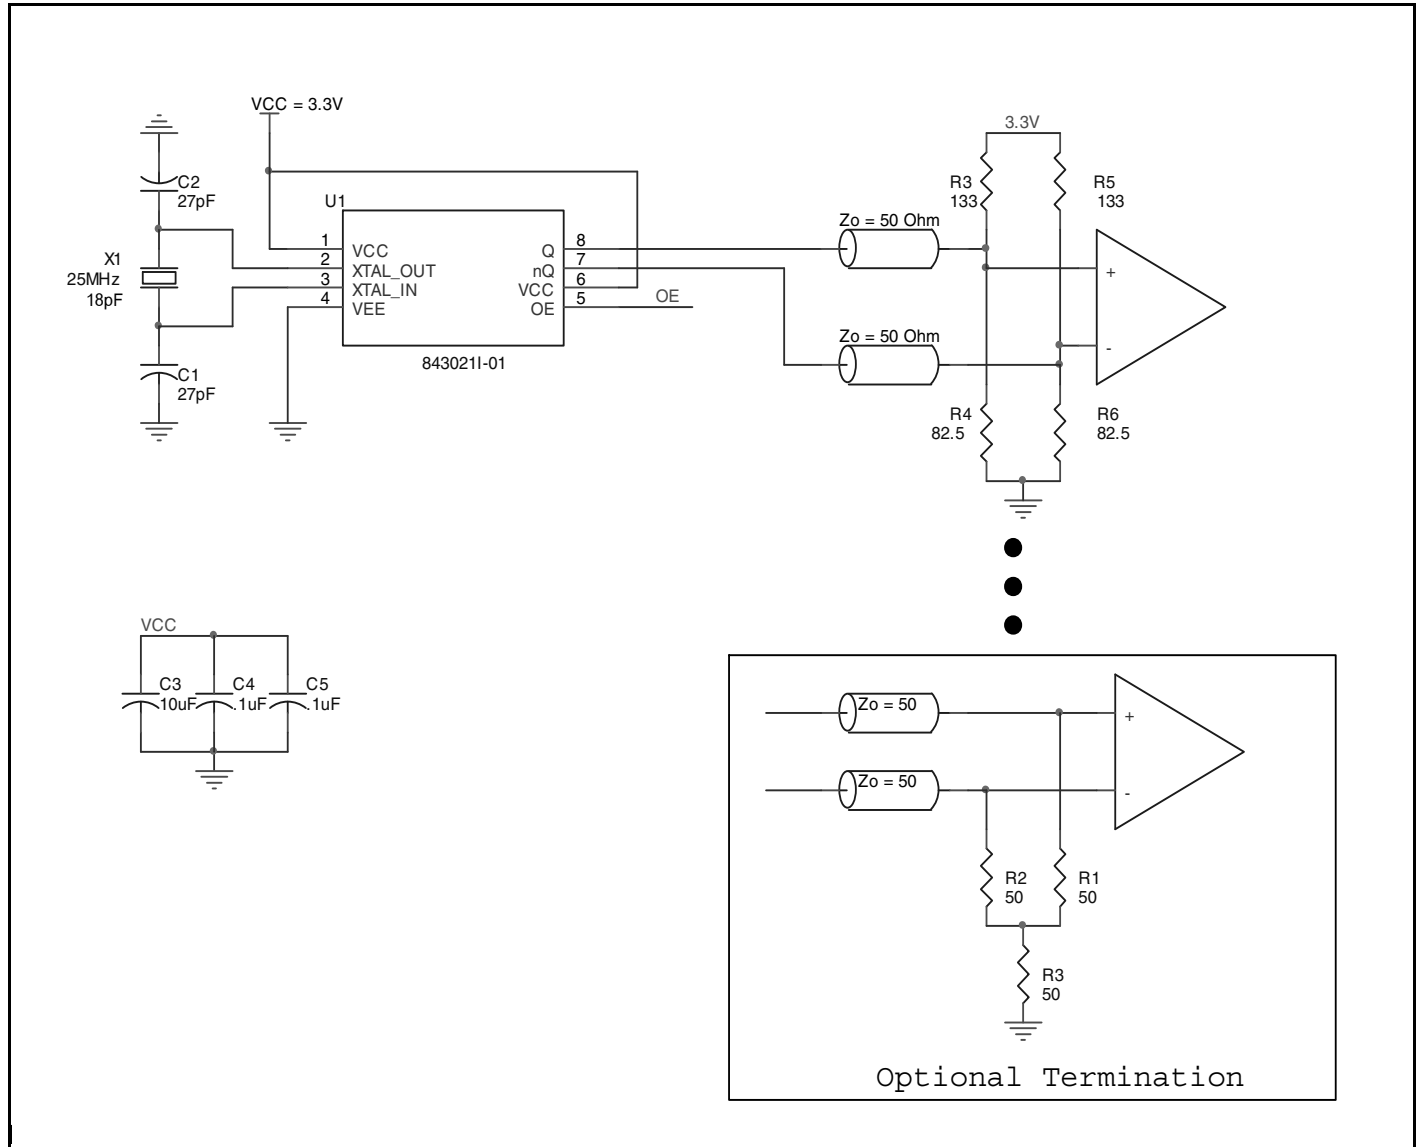 VCC = 3.3V
C2
27pF
X1
25MHz
18pF
C1
27pF
U1
1
2
3
4
VCC
XTAL_OUT
XTAL_IN
VEE
Q
nQ
VCC
OE
8
7
6
5
OE
843021I-01
Zo = 50 Ohm
Zo = 50 Ohm
3.3V
R3
133
R5
133
+
-
R4
82.5
R6
82.5
VCC
C3
10uF
C4
.1uF
C5
.1uF
Zo = 50
Zo = 50
+
-
R2
50
R1
50
R3
50
Optional Termination